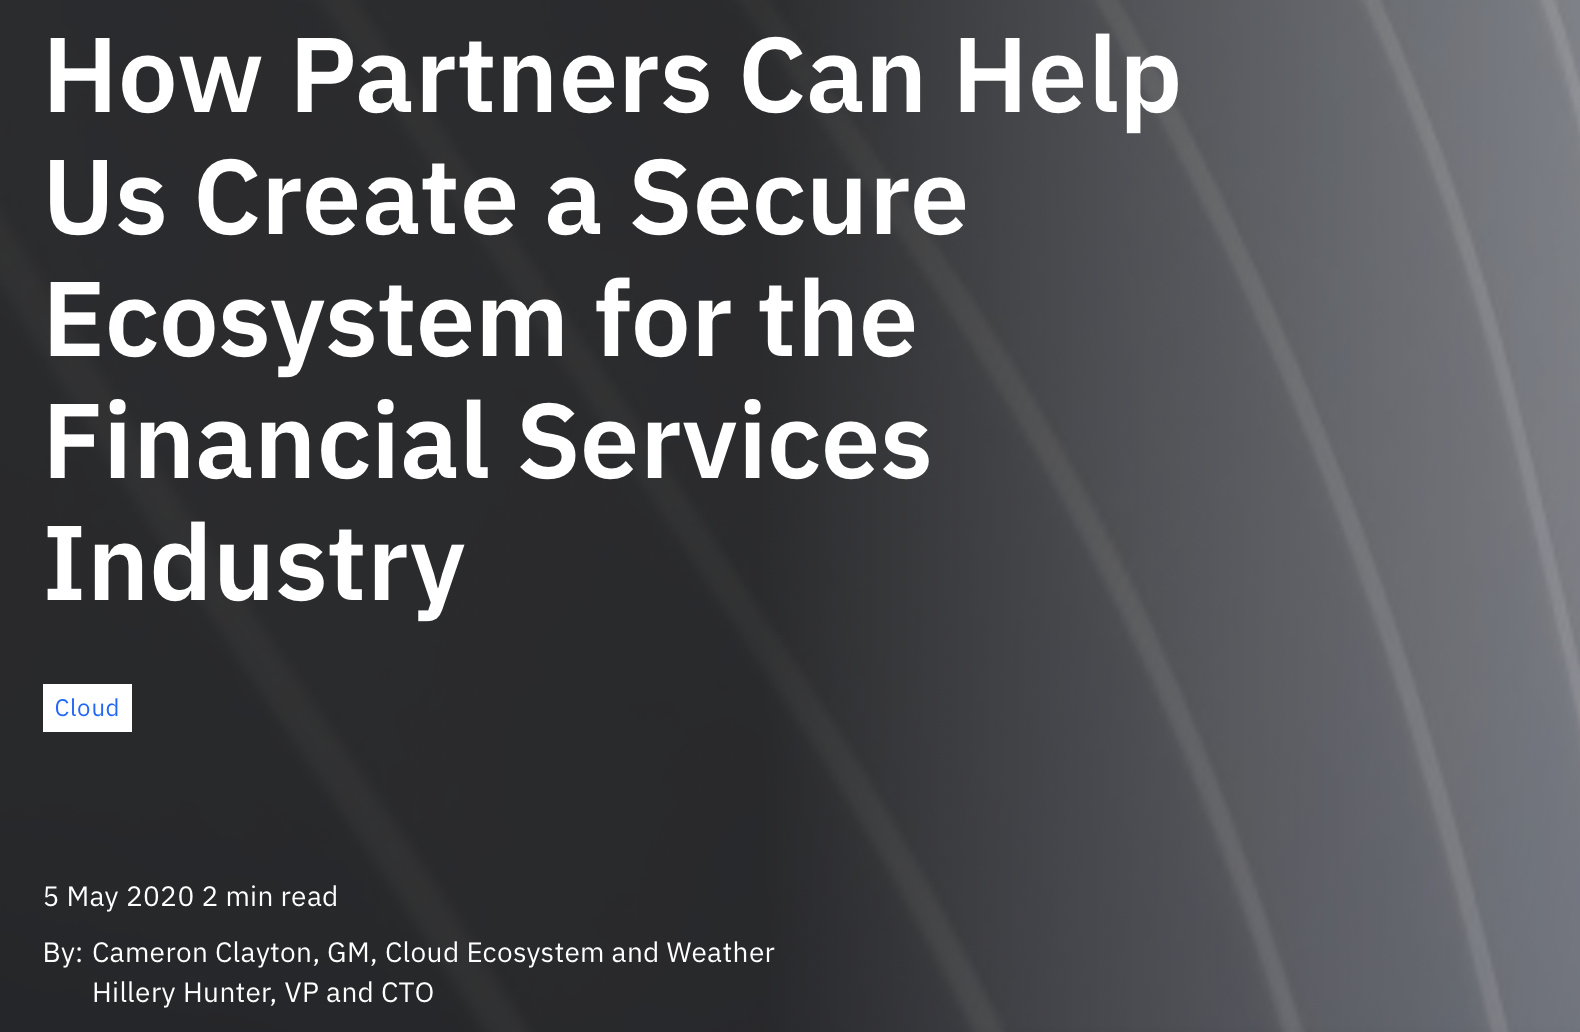 How Partners Can Help
Us Create a Secure
Ecosystem for the
Financial Services
Industry
Cloud
5 May 2020 2 min read
By: Cameron Clayton, GM, Cloud Ecosystem and Weather
Hillery Hunter, VP and CTO